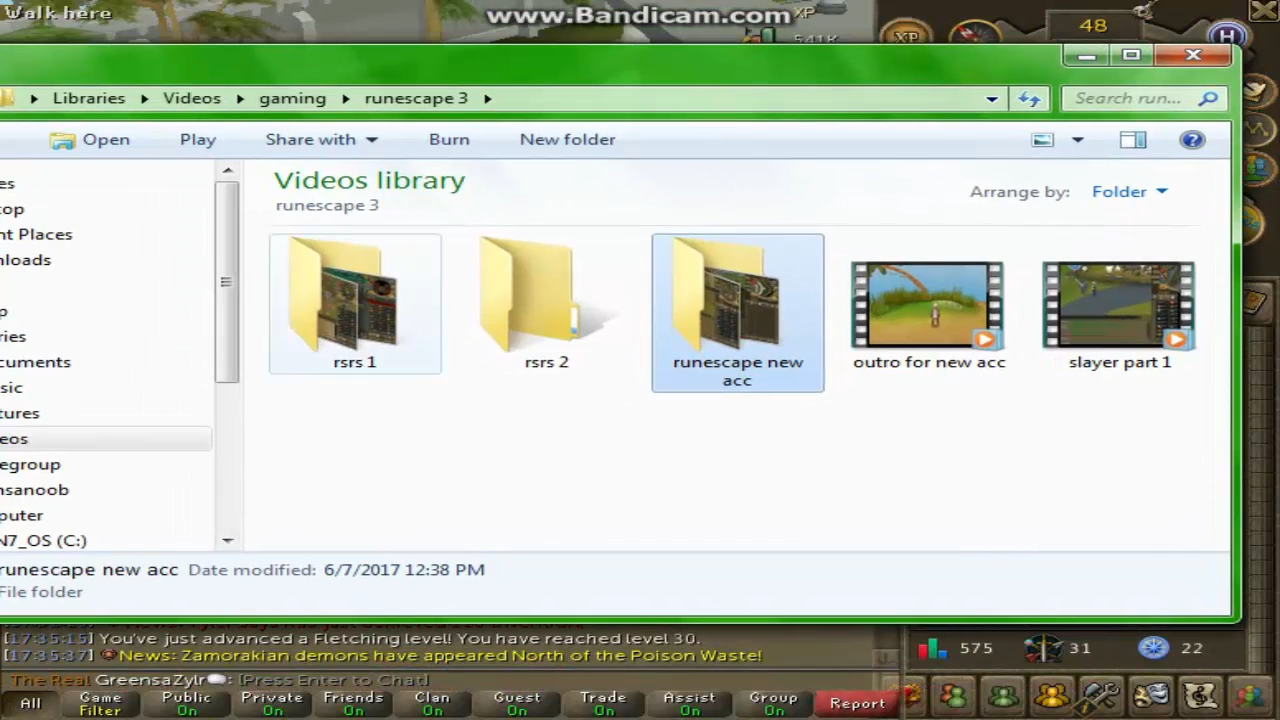 Walk here
www.Bandicam.com
XP
541K
XP
48
H
Libraries Videos gaming runescape 3
Search run...
Open Play Share with Burn New folder
es
top
nt Places
nloads
p
ries
cuments
sic
tures
eos
egroup
nsanoob
puter
N7_OS (C:)
Videos library
runescape 3
Arrange by: Folder
rsrs 1
rsrs 2
runescape new
acc
outro for new acc
slayer part 1
runescape new acc Date modified: 6/7/2017 12:38 PM
File folder
[17:35:15] You've just advanced a Fletching level! You have reached level 30.
[17:35:37] News: Zamorakian demons have appeared North of the Poison Waste!
The Real GreensaZylr: [Press Enter to Chat]
575 31 22
All
Game
Filter
Public
On
Private
On
Friends
On
Clan
On
Guest
On
Trade
On
Assist
On
Group
On
Report